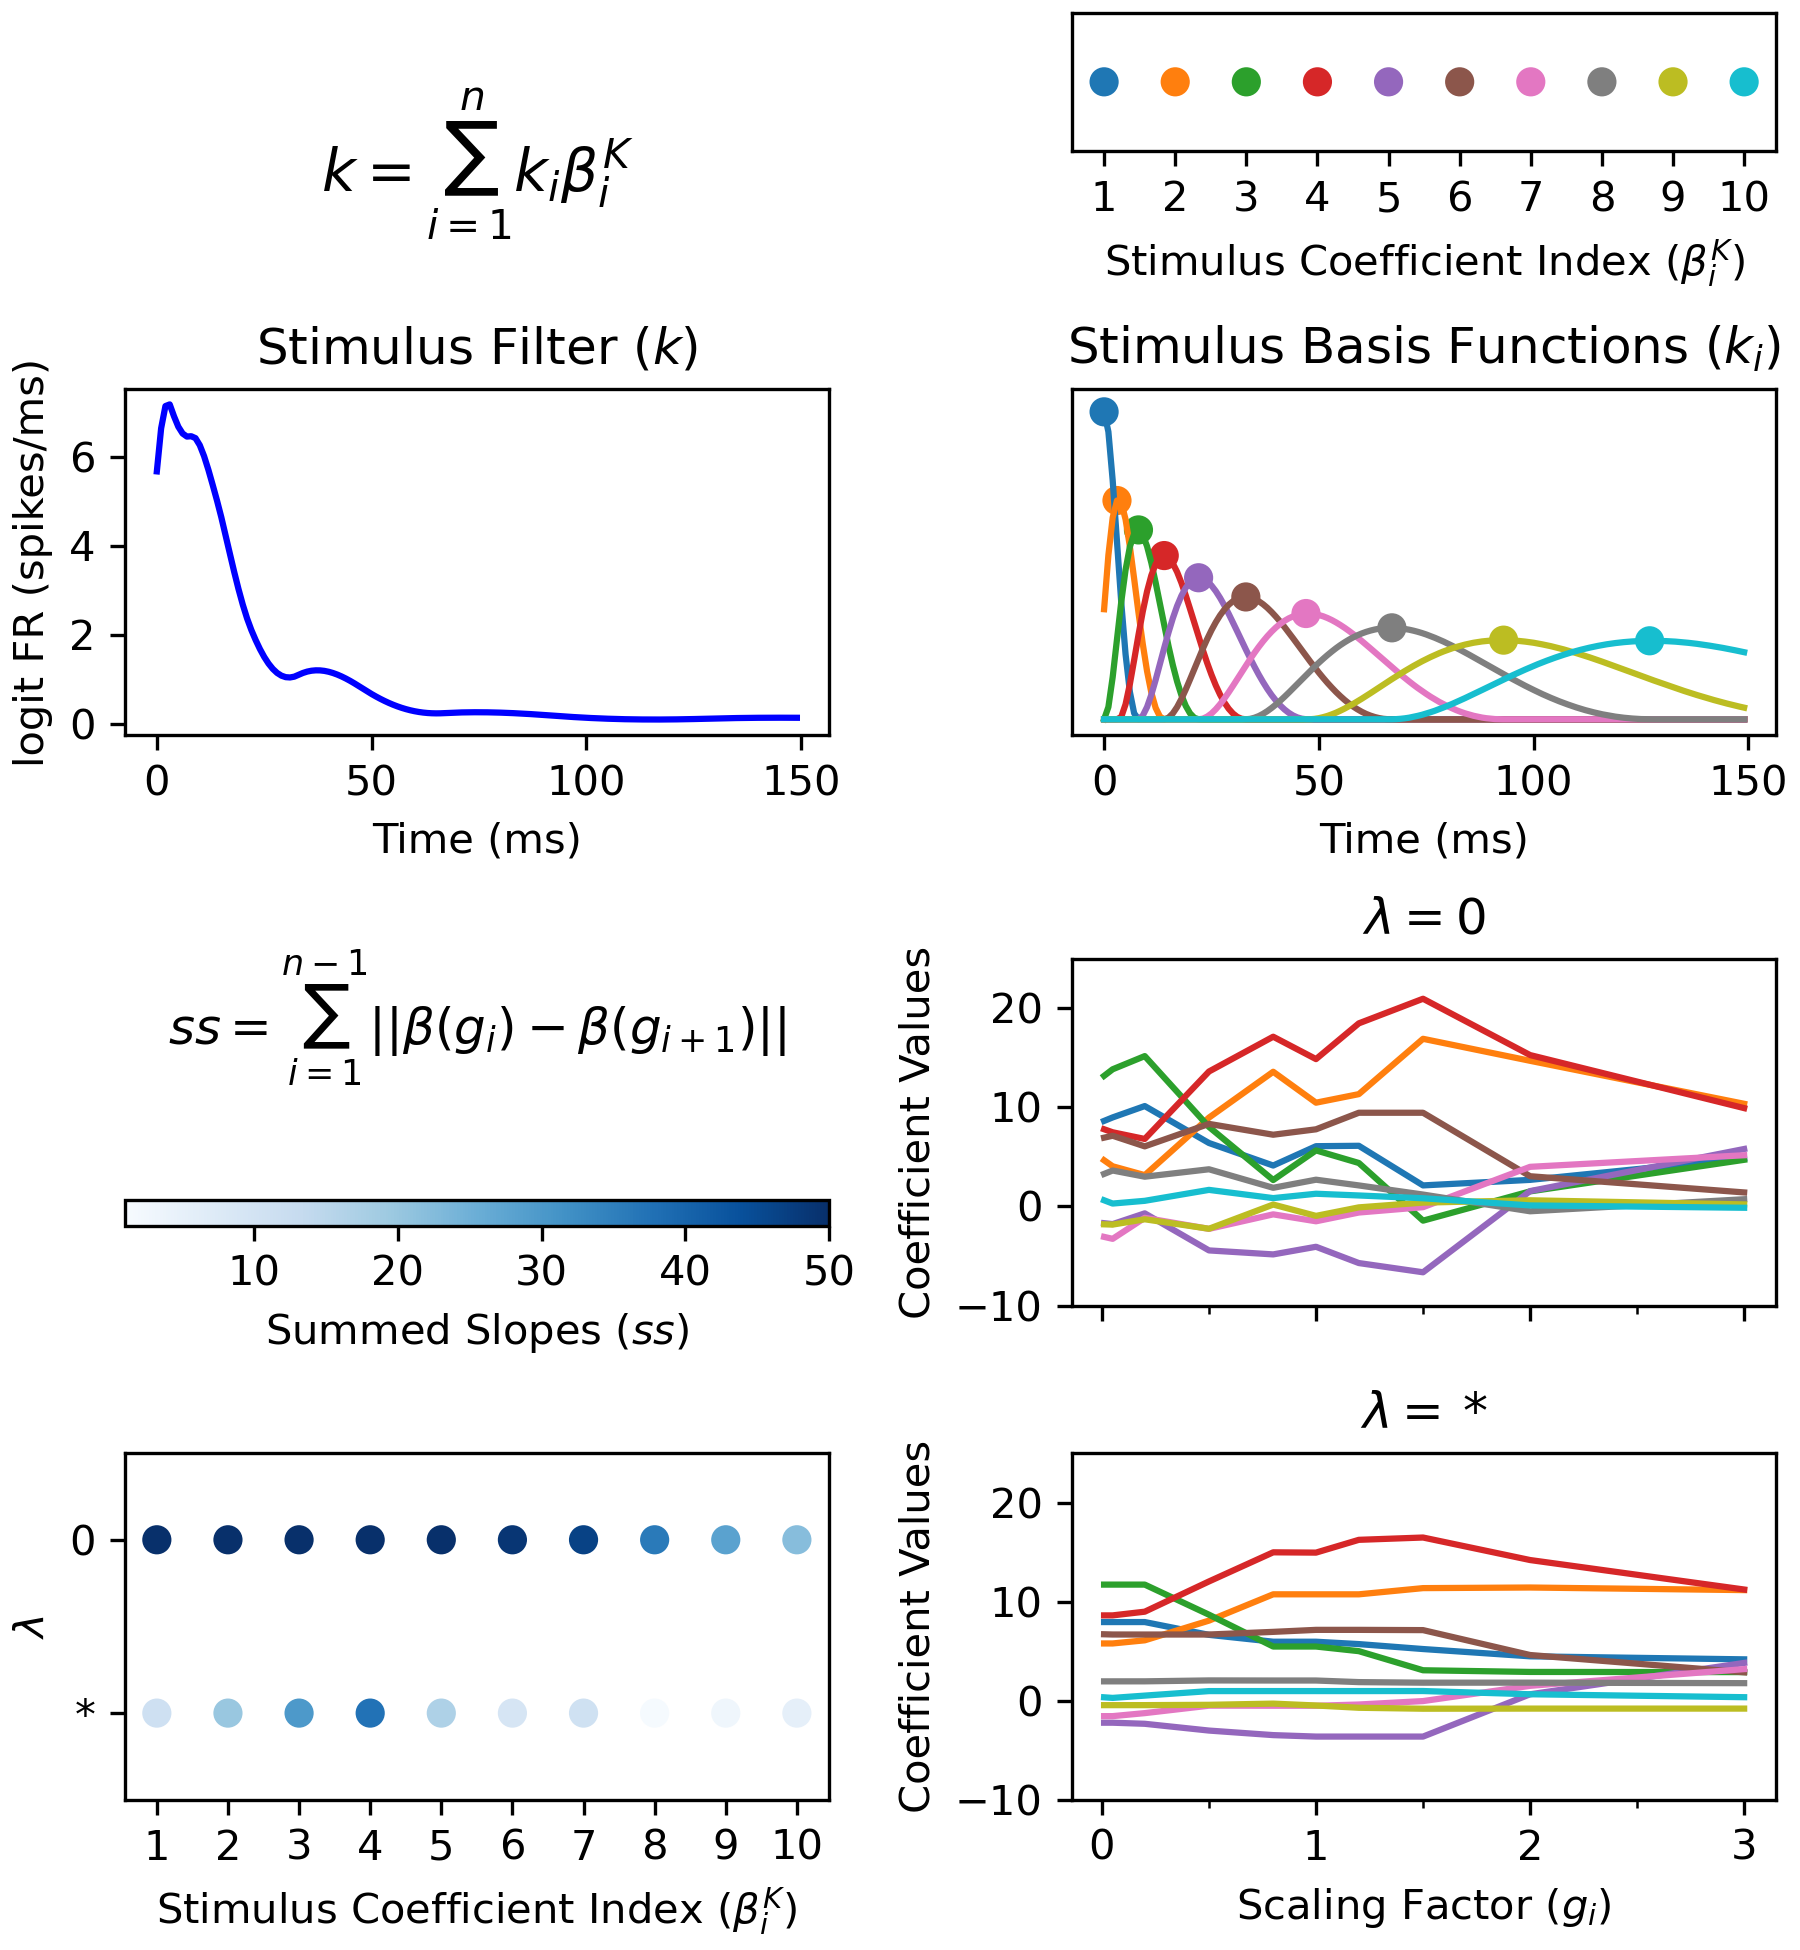 k = \sum_{i=1}^{n} k_i β_i^K
1 2 3 4 5 6 7 8 9 10
Stimulus Coefficient Index (β_i^K)
Stimulus Filter (k)
logit FR (spikes/ms)
6
4
2
0
0 50 100 150
Time (ms)
Stimulus Basis Functions (k_i)
0 50 100 150
Time (ms)
ss = \sum_{i=1}^{n−1} ||β(g_i) − β(g_{i+1})||
10 20 30 40 50
Summed Slopes (ss)
λ = 0
Coefficient Values
20
10
0
−10
λ
0
*
1 2 3 4 5 6 7 8 9 10
Stimulus Coefficient Index (β_i^K)
λ = *
Coefficient Values
20
10
0
−10
0 1 2 3
Scaling Factor (g_i)